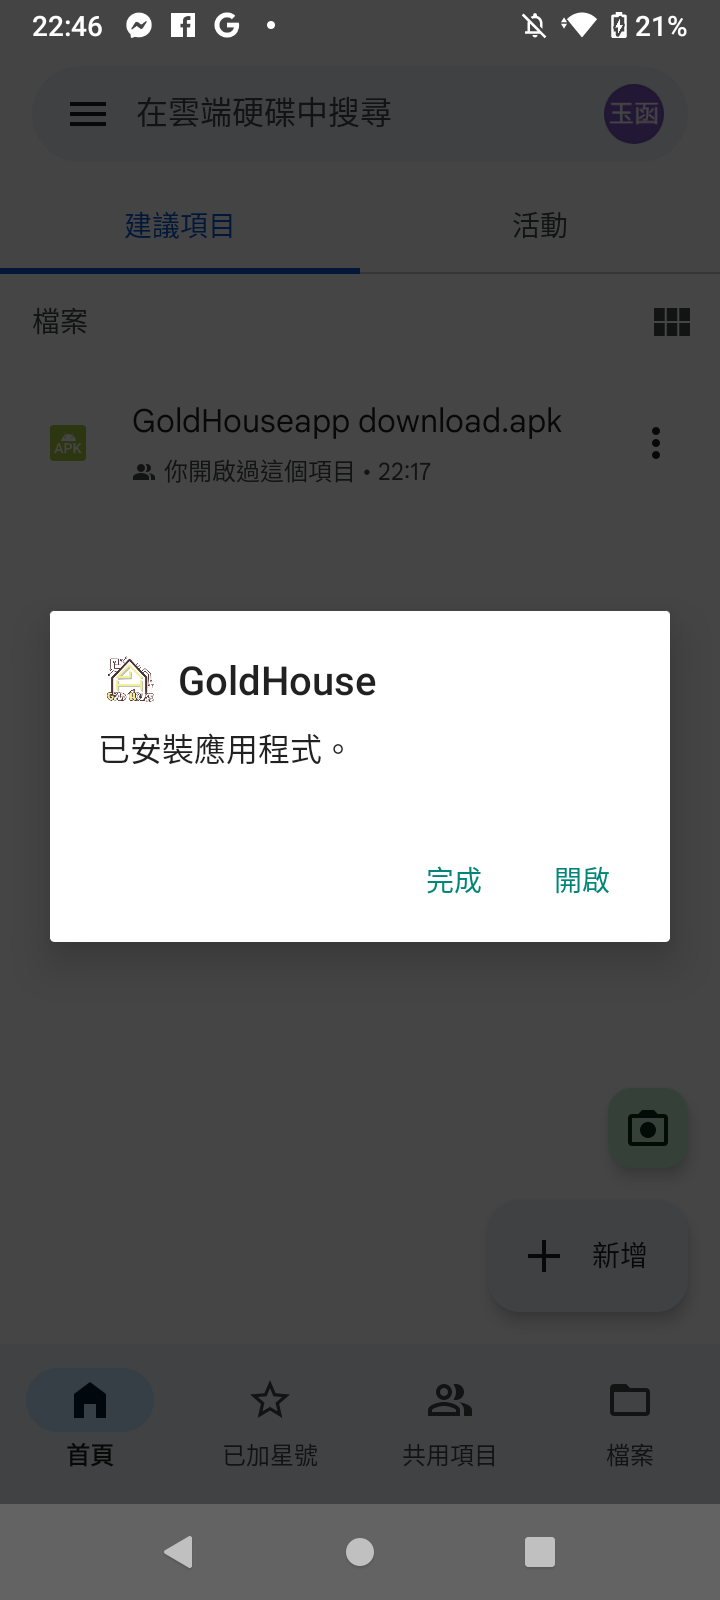 22:46
21%
在雲端硬碟中搜尋
玉函
建議項目
活動
檔案
APK
GoldHouseapp download.apk
你開啟過這個項目 • 22:17
GoldHouse
已安裝應用程式。
完成
開啟
新增
首頁
已加星號
共用項目
檔案